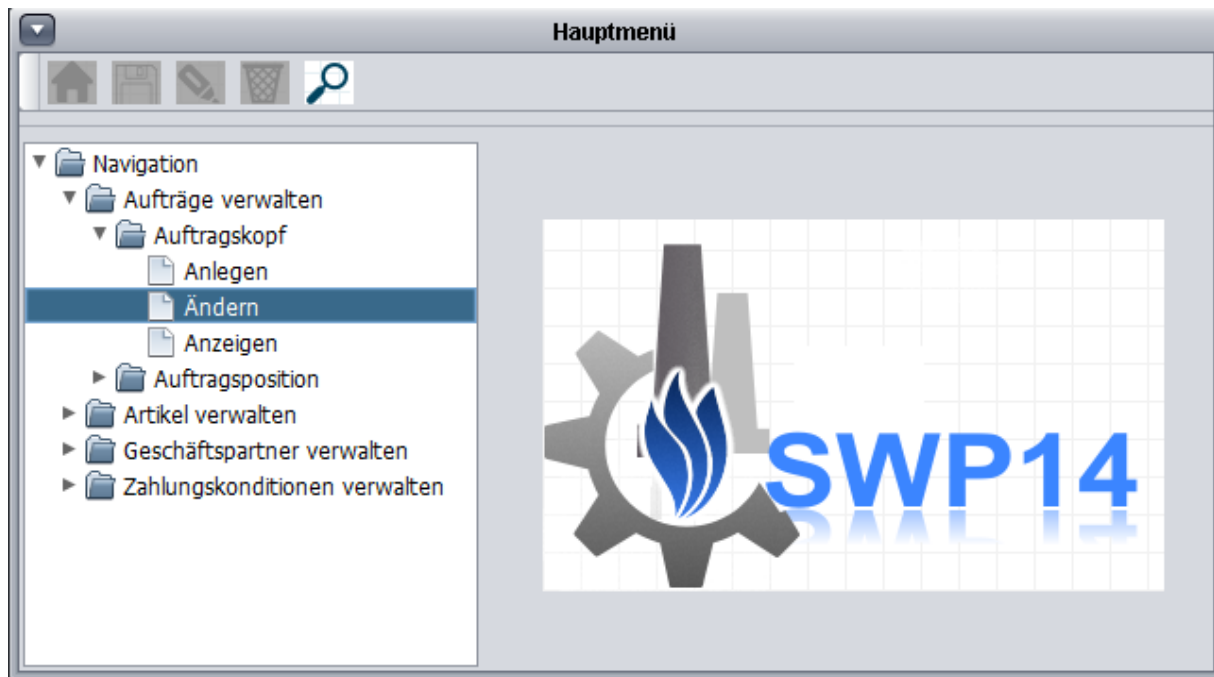 Hauptmenü
Navigation
Aufträge verwalten
Auftragskopf
Anlegen
Ändern
Anzeigen
Auftragsposition
Artikel verwalten
Geschäftspartner verwalten
Zahlungskonditionen verwalten
SWP14